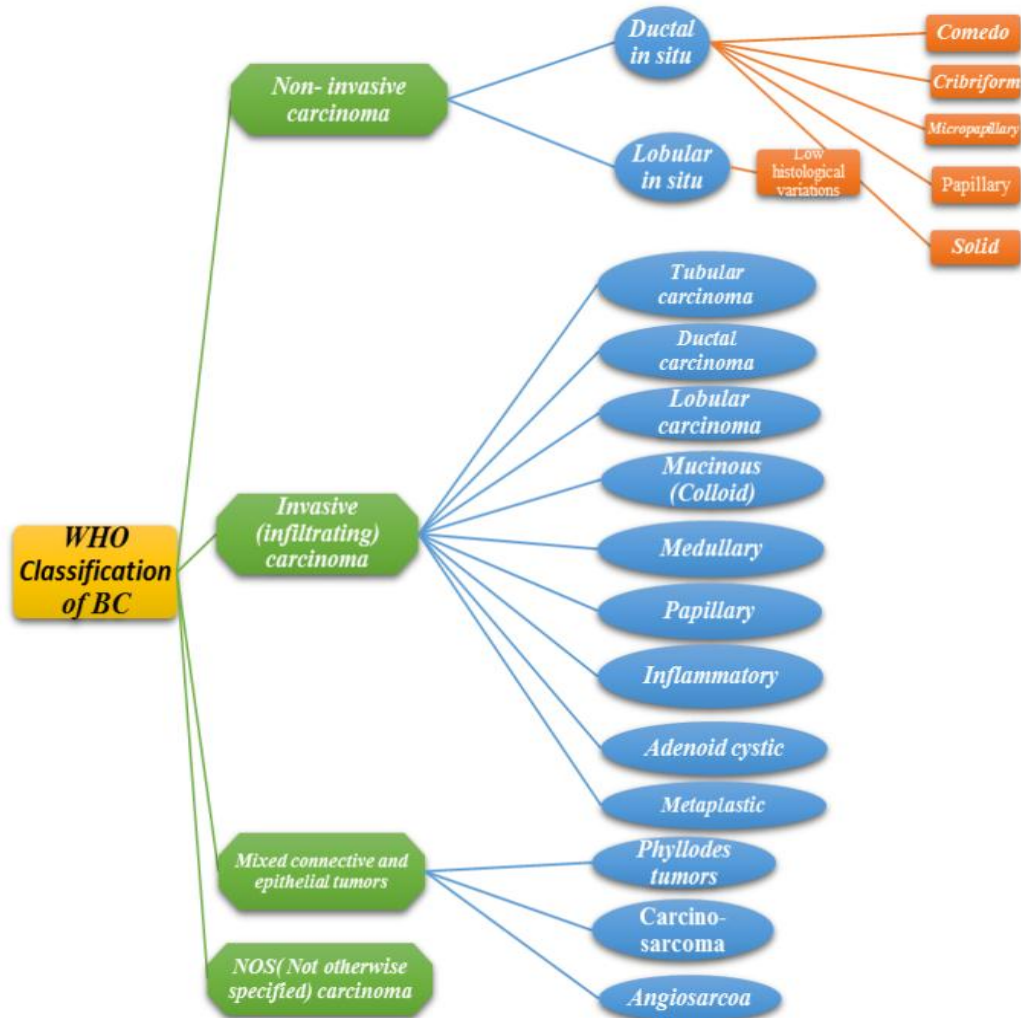 WHO
Classification
of BC
Non- invasive
carcinoma
Ductal
in situ
Comedo
Cribriform
Micropapillary
Papillary
Solid
Lobular
in situ
Low
histological
variations
Invasive
(infiltrating)
carcinoma
Tubular
carcinoma
Ductal
carcinoma
Lobular
carcinoma
Mucinous
(Colloid)
Medullary
Papillary
Inflammatory
Adenoid cystic
Metaplastic
Mixed connective and
epithelial tumors
Phyllodes
tumors
Carcino-
sarcoma
Angiosarcoa
NOS( Not otherwise
specified) carcinoma